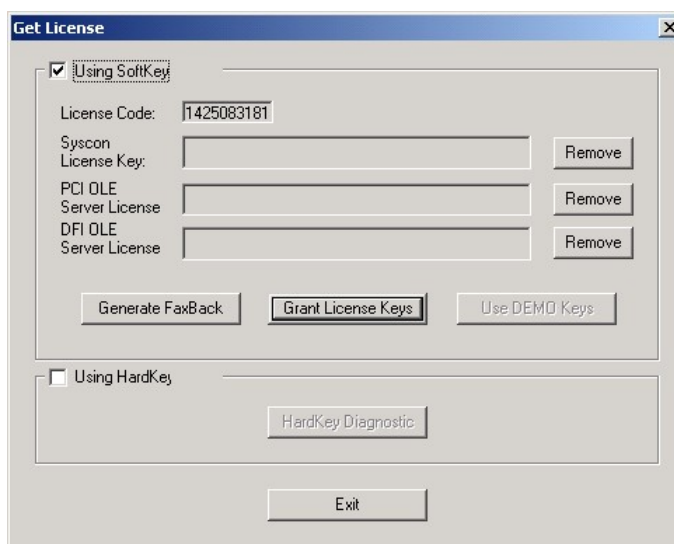 Get License
Using SoftKey
License Code: 1425083181
Syscon
License Key:
Remove
PCI OLE
Server License
Remove
DFI OLE
Server License
Remove
Generate FaxBack Grant License Keys Use DEMO Keys
Using HardKey
HardKey Diagnostic
Exit